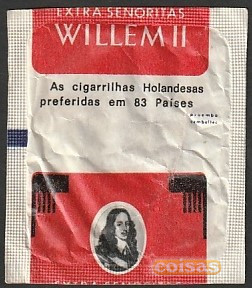 EXTRA SENORITAS
WILLEM II
As cigarrilhas Holandesas
preferidas em 83 Paises
coisas